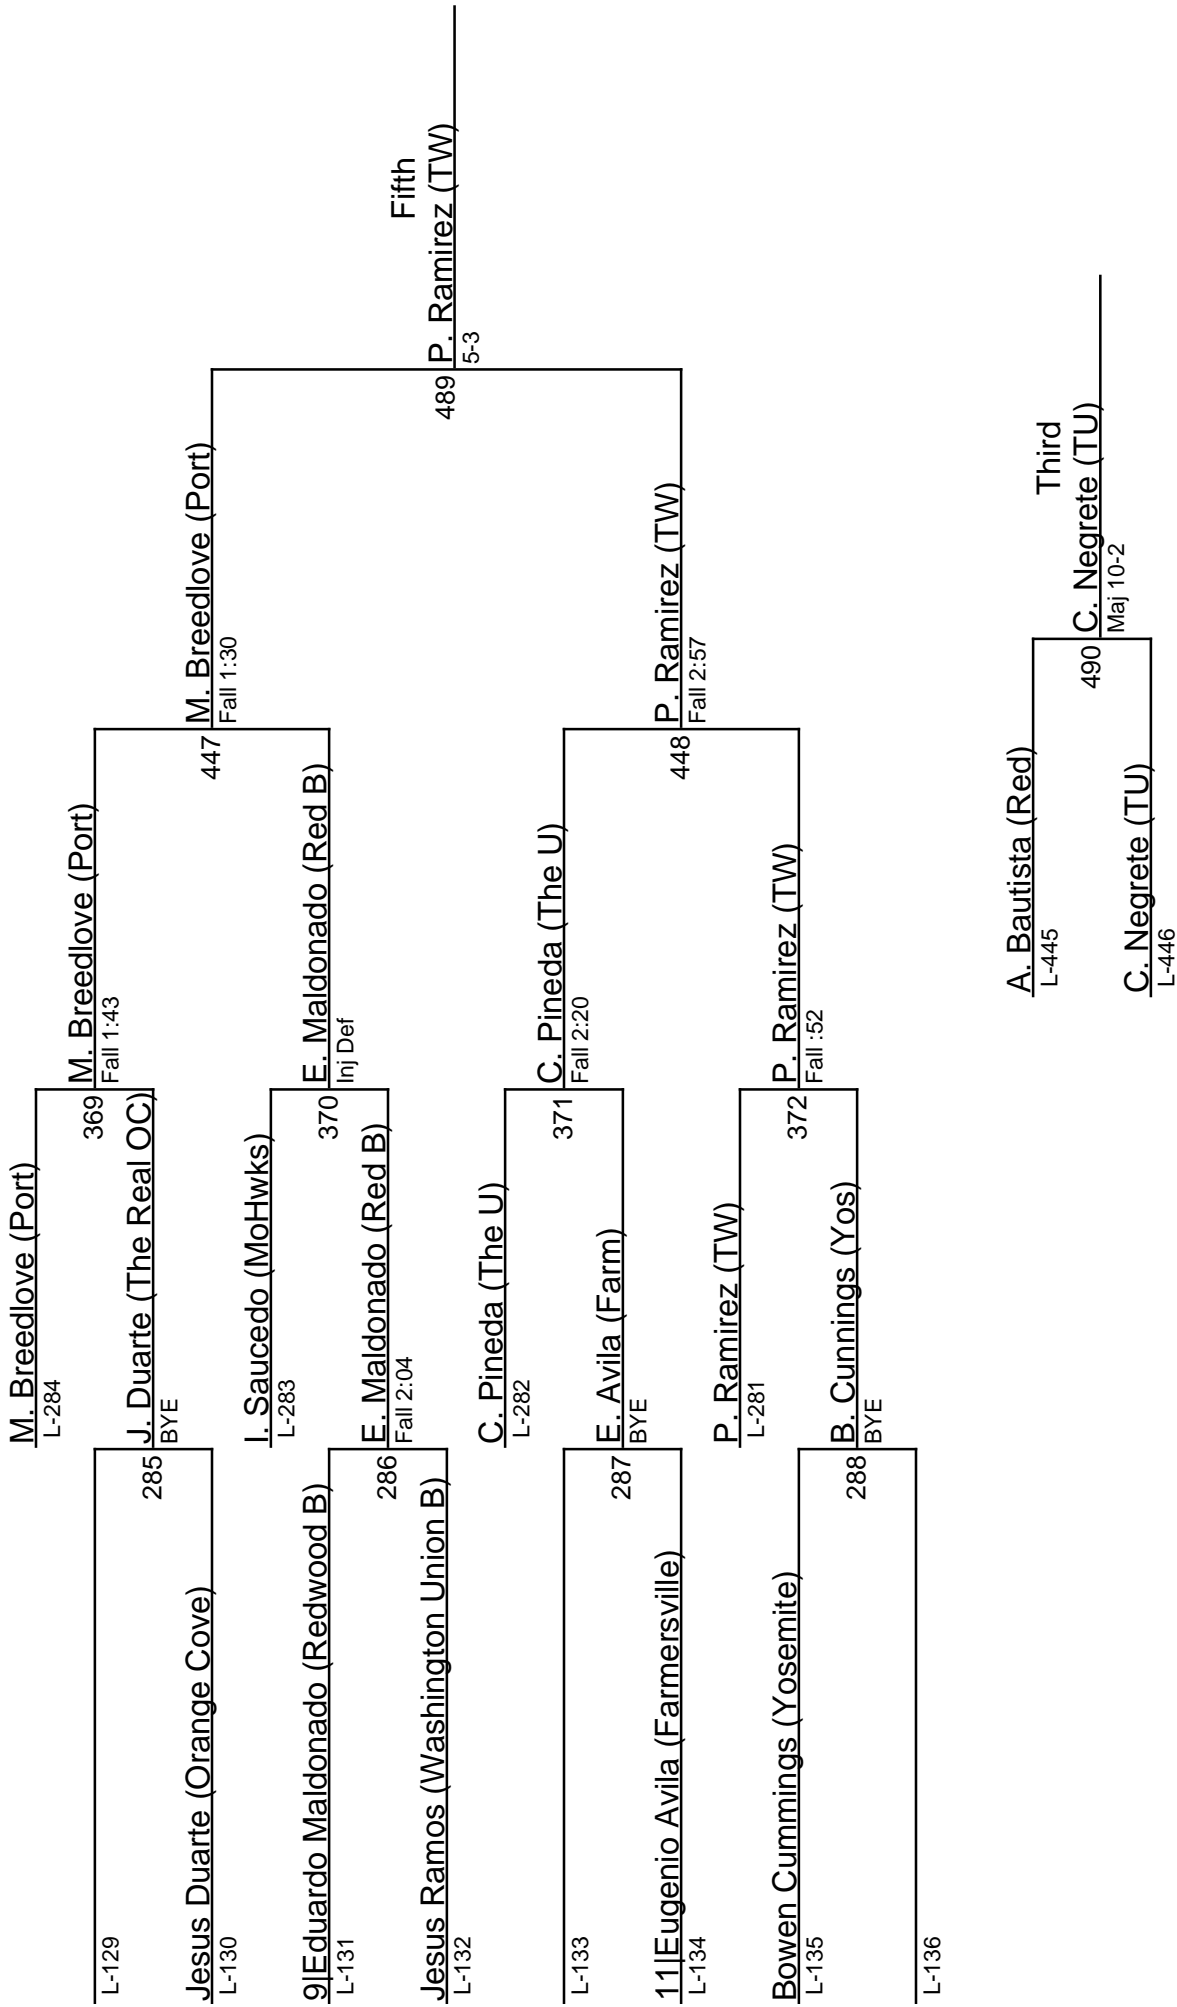 L-129
Jesus Duarte (Orange Cove)
L-130
9|Eduardo Maldonado (Redwood B)
L-131
Jesus Ramos (Washington Union B)
L-132
L-133
11|Eugenio Avila (Farmersville)
L-134
Bowen Cummings (Yosemite)
L-135
L-136
M. Breedlove (Port)
L-284
285
J. Duarte (The Real OC)
BYE
I. Saucedo (MoHwks)
L-283
286
E. Maldonado (Red B)
Fall 2:04
C. Pineda (The U)
L-282
287
E. Avila (Farm)
BYE
P. Ramirez (TW)
L-281
288
B. Cunnings (Yos)
BYE
369
M. Breedlove (Port)
Fall 1:43
370
E. Maldonado (Red B)
Inj Def
371
C. Pineda (The U)
Fall 2:20
372
P. Ramirez (TW)
Fall :52
447
M. Breedlove (Port)
Fall 1:30
448
P. Ramirez (TW)
Fall 2:57
489
Fifth
P. Ramirez (TW)
5-3
A. Bautista (Red)
L-445
C. Negrete (TU)
L-446
490
Third
C. Negrete (TU)
Maj 10-2